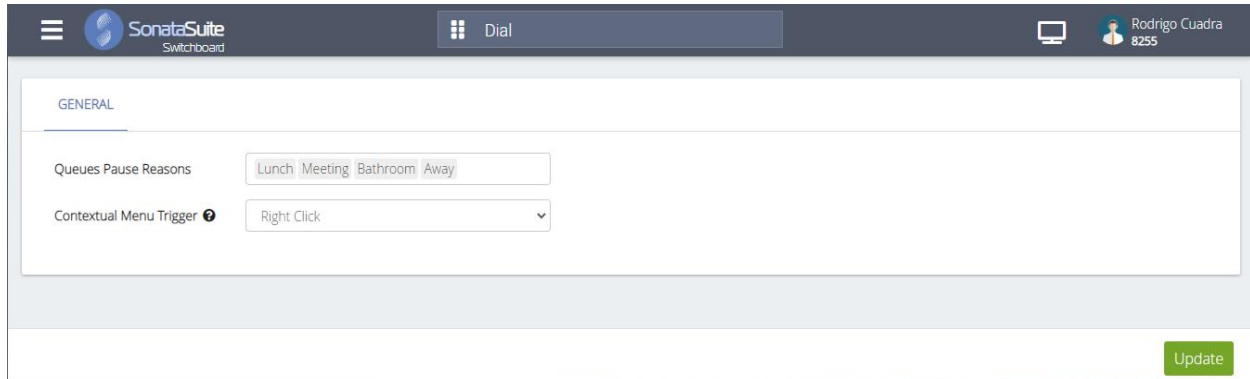 SonataSuite
Switchboard
Dial
Rodrigo Cuadra
8255
GENERAL
Queues Pause Reasons Lunch Meeting Bathroom Away
Contextual Menu Trigger ? Right Click
Update